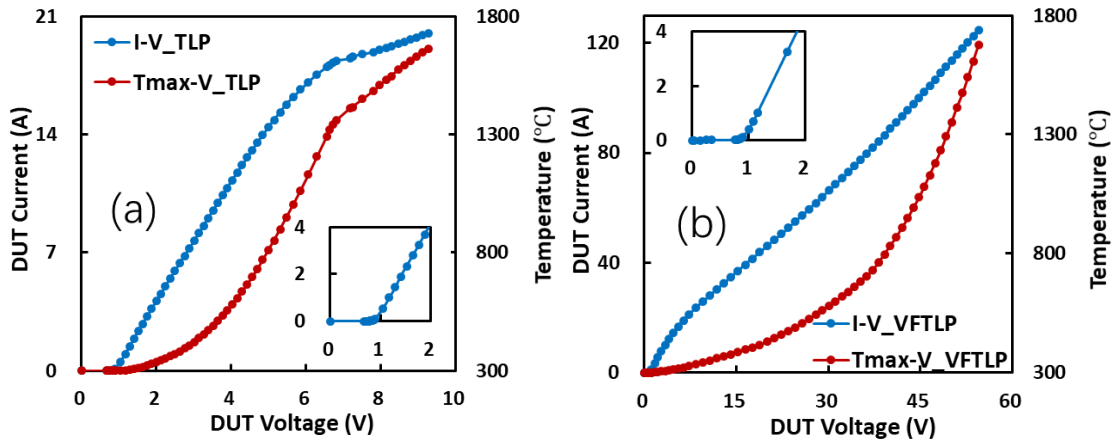 21
14
7
0
DUT Current (A)
I-V_TLP
Tmax-V_TLP
(a)
4
2
0
0 1 2
1800
1300
800
300
Temperature (℃)
0 2 4 6 8 10
DUT Voltage (V)
120
80
40
0
DUT Current (A)
4
2
0
0 1 2
(b)
I-V_VFTLP
Tmax-V_VFTLP
1800
1300
800
300
Temperature (℃)
0 15 30 45 60
DUT Voltage (V)